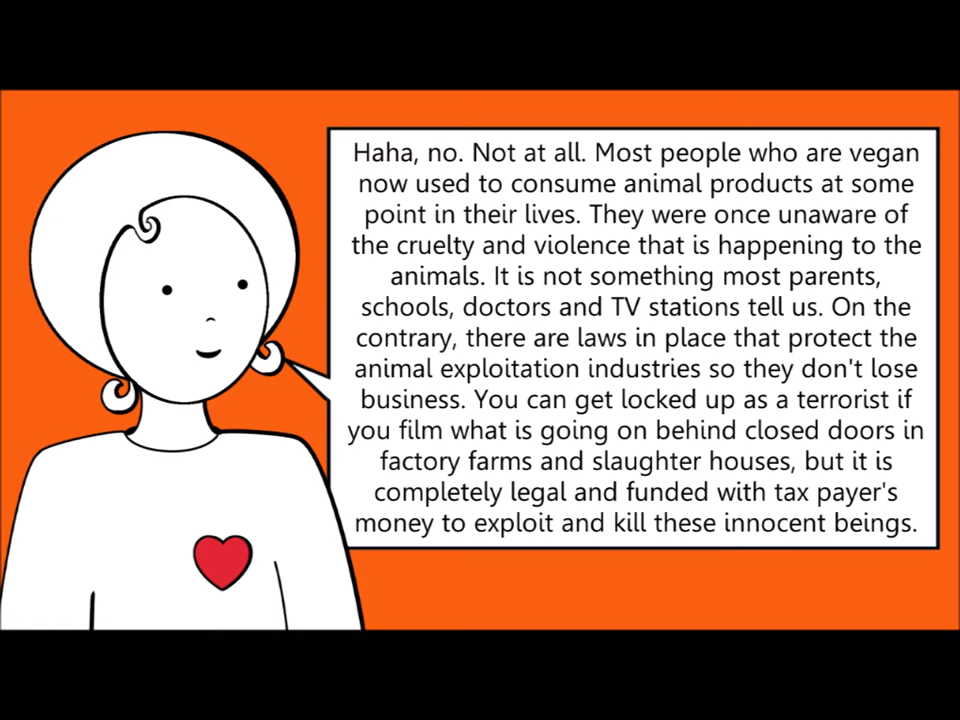 Haha, no. Not at all. Most people who are vegan
now used to consume animal products at some
point in their lives. They were once unaware of
the cruelty and violence that is happening to the
animals. It is not something most parents,
schools, doctors and TV stations tell us. On the
contrary, there are laws in place that protect the
animal exploitation industries so they don't lose
business. You can get locked up as a terrorist if
you film what is going on behind closed doors in
factory farms and slaughter houses, but it is
completely legal and funded with tax payer's
money to exploit and kill these innocent beings.